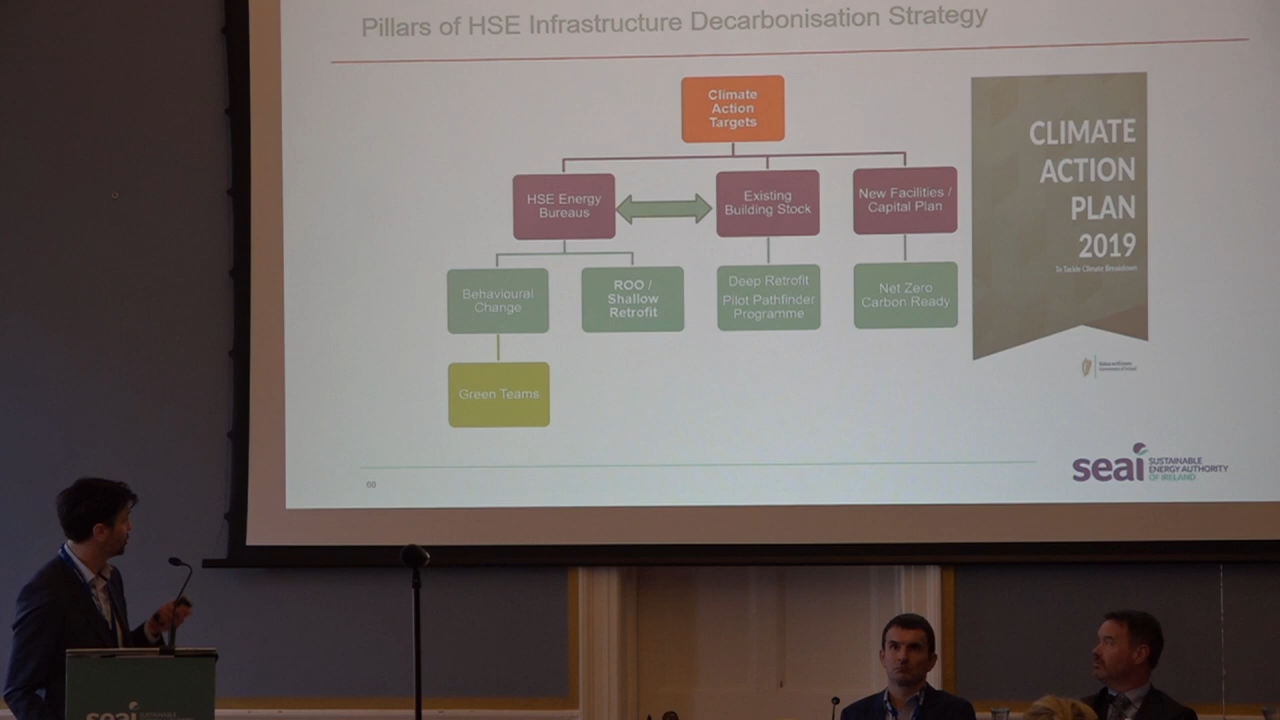 Pillars of HSE Infrastructure Decarbonisation Strategy
Climate
Action
Targets
HSE Energy
Bureaus
Existing
Building Stock
New Facilities /
Capital Plan
Behavioural
Change
ROO /
Shallow
Retrofit
Deep Retrofit
Pilot Pathfinder
Programme
Net Zero
Carbon Ready
Green Teams
CLIMATE
ACTION
PLAN
2019
To Tackle Climate Breakdown
seai SUSTAINABLE
ENERGY AUTHORITY
OF IRELAND
seai SUSTAINABLE